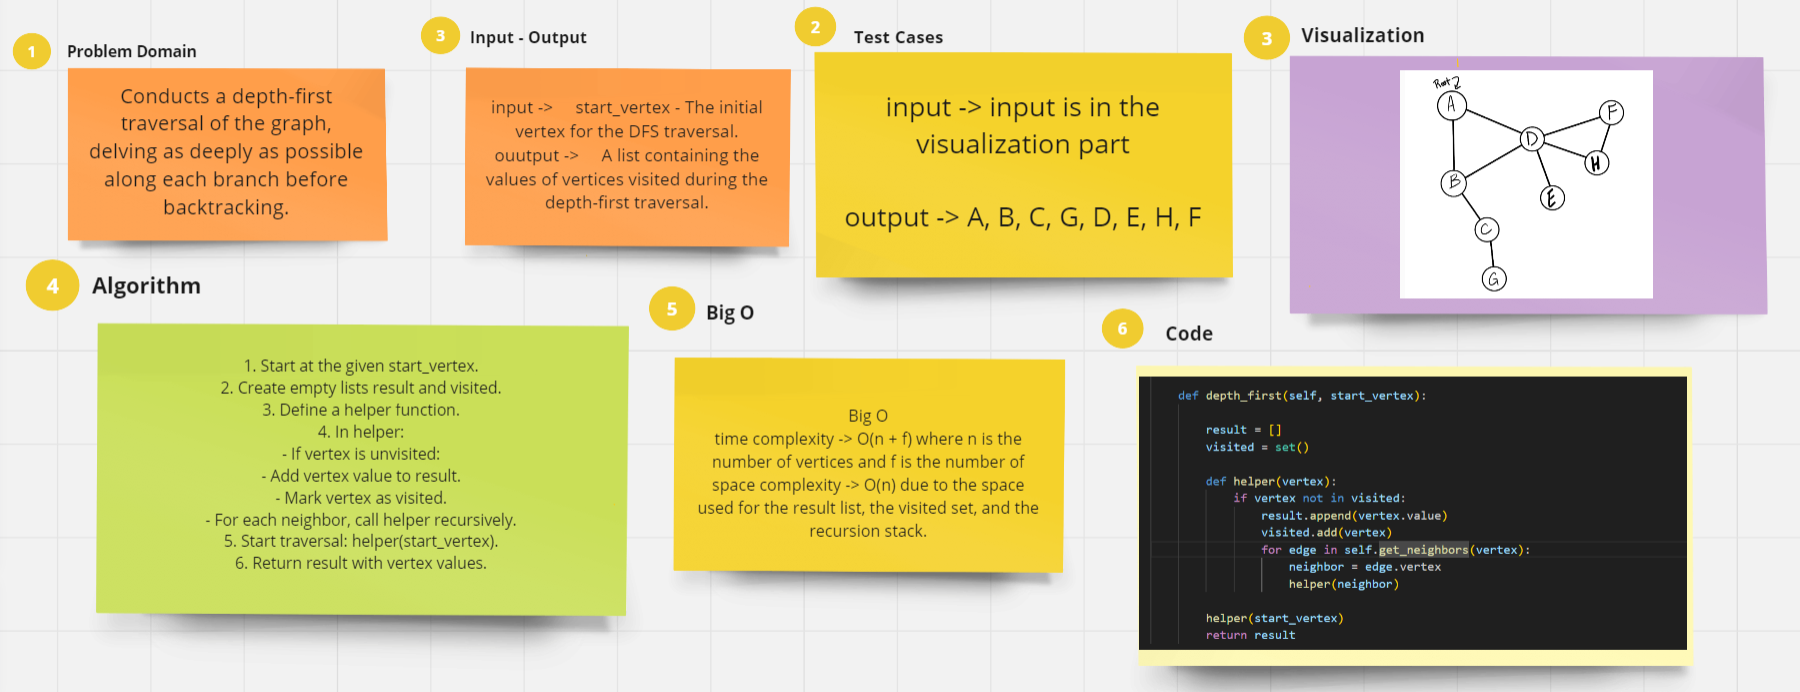 1
Problem Domain
Conducts a depth-first
traversal of the graph,
delving as deeply as possible
along each branch before
backtracking.
3
Input - Output
input -> start_vertex - The initial
vertex for the DFS traversal.
ouutput -> A list containing the
values of vertices visited during the
depth-first traversal.
2
Test Cases
input -> input is in the
visualization part
output -> A, B, C, G, D, E, H, F
3
Visualization
Root
A
F
D
H
B
E
C
G
4
Algorithm
1. Start at the given start_vertex.
2. Create empty lists result and visited.
3. Define a helper function.
4. In helper:
- If vertex is unvisited:
- Add vertex value to result.
- Mark vertex as visited.
- For each neighbor, call helper recursively.
5. Start traversal: helper(start_vertex).
6. Return result with vertex values.
5
Big O
Big O
time complexity -> O(n + f) where n is the
number of vertices and f is the number of
space complexity -> O(n) due to the space
used for the result list, the visited set, and the
recursion stack.
6
Code
def depth_first(self, start_vertex):
result = []
visited = set()
def helper(vertex):
if vertex not in visited:
result.append(vertex.value)
visited.add(vertex)
for edge in self.get_neighbors(vertex):
neighbor = edge.vertex
helper(neighbor)
helper(start_vertex)
return result